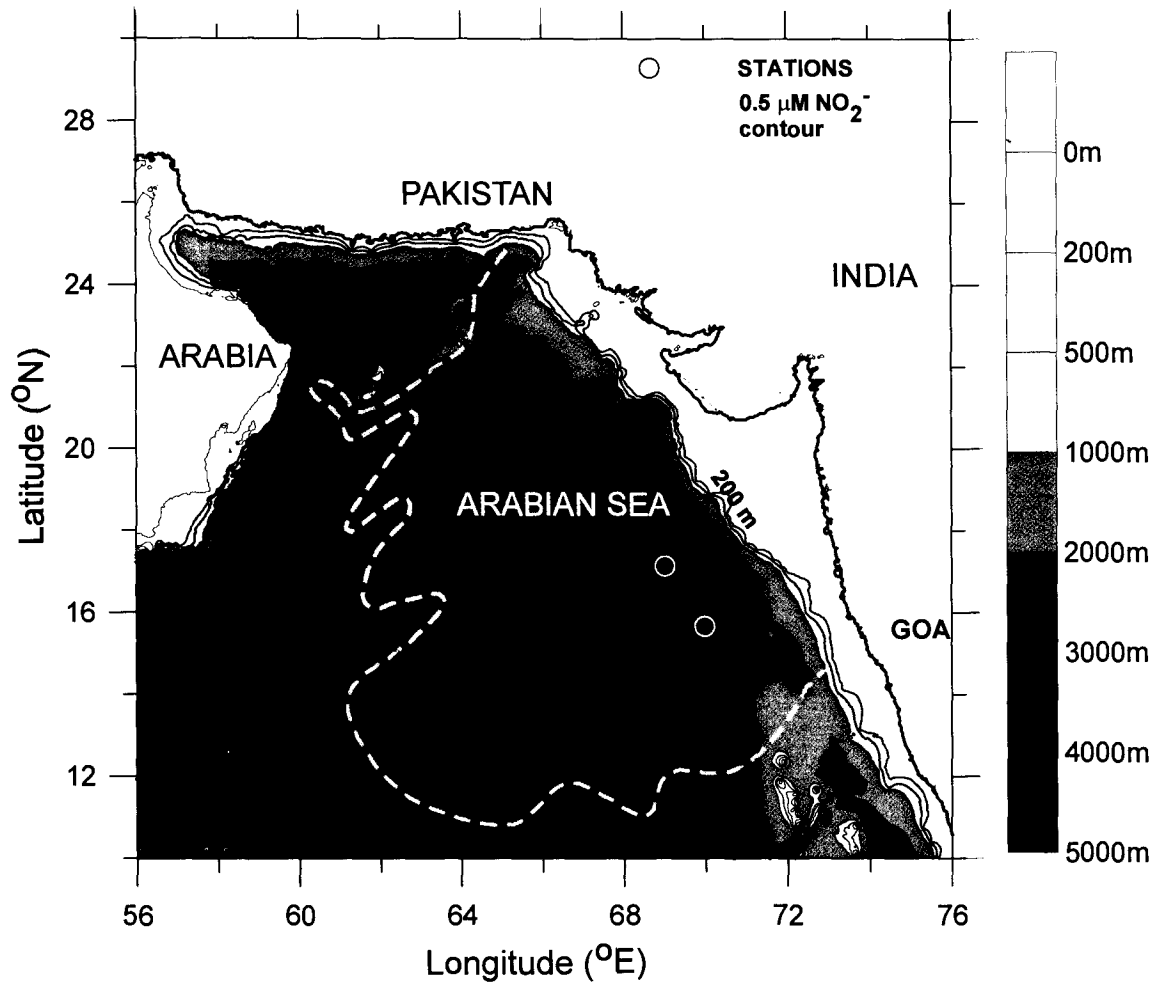 STATIONS
0.5 μM NO₂⁻
contour
28
24
20
16
12
Latitude (ᴼN)
PAKISTAN
INDIA
ARABIA
ARABIAN SEA
200 m
GOA
56
60
64
68
72
76
Longitude (ᴼE)
0m
200m
500m
1000m
2000m
3000m
4000m
5000m